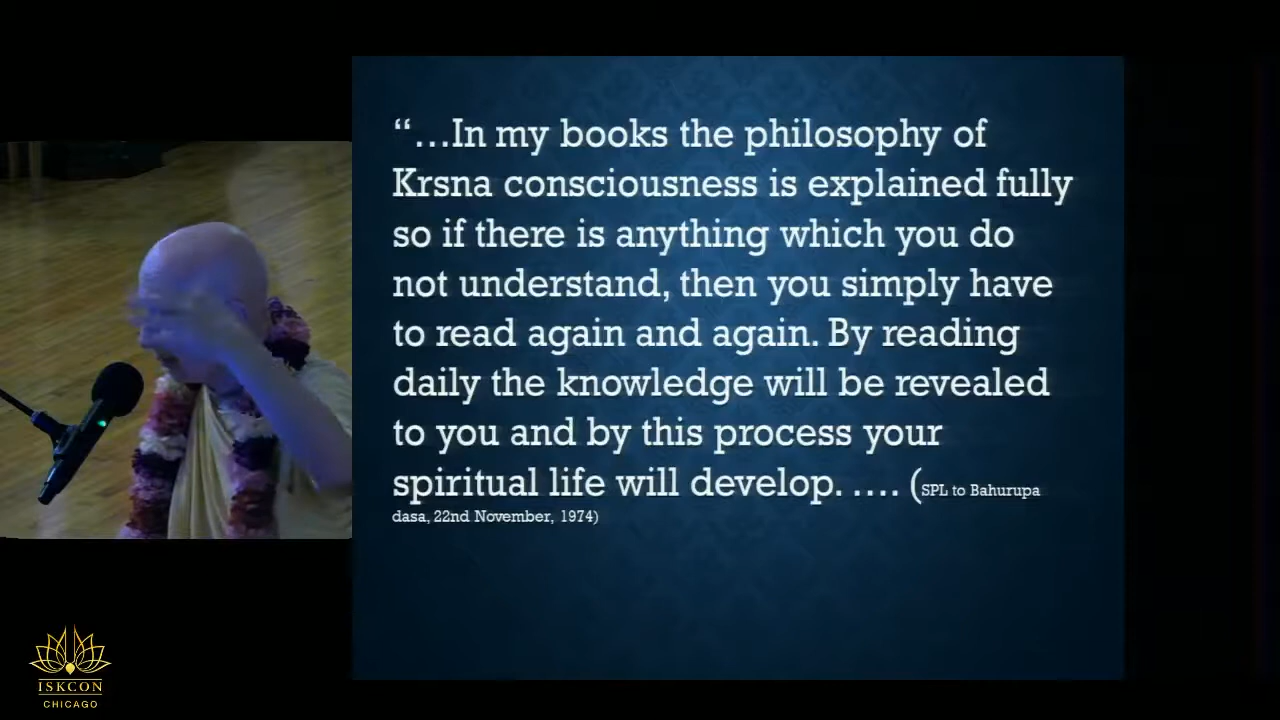 “...In my books the philosophy of
Krsna consciousness is explained fully
so if there is anything which you do
not understand, then you simply have
to read again and again. By reading
daily the knowledge will be revealed
to you and by this process your
spiritual life will develop. .... (SPL to Bahurupa
dasa, 22nd November, 1974)
ISKCON
CHICAGO